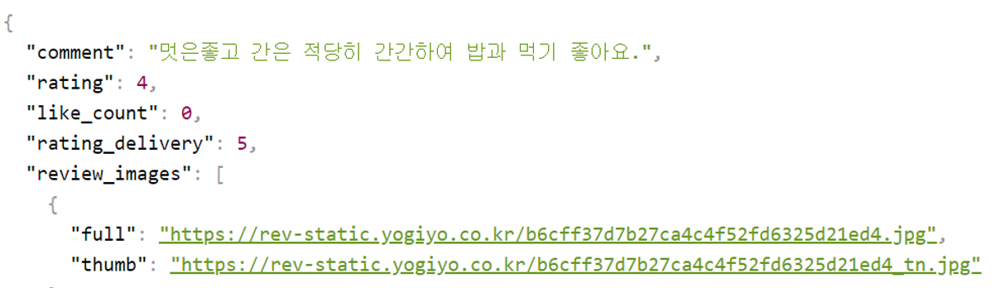 {
"comment": "멋은좋고 간은 적당히 간간하여 밥과 먹기 좋아요.",
"rating": 4,
"like_count": 0,
"rating_delivery": 5,
"review_images": [
{
"full": "https://rev-static.yogiyo.co.kr/b6cff37d7b27ca4c4f52fd6325d21ed4.jpg",
"thumb": "https://rev-static.yogiyo.co.kr/b6cff37d7b27ca4c4f52fd6325d21ed4_tn.jpg"